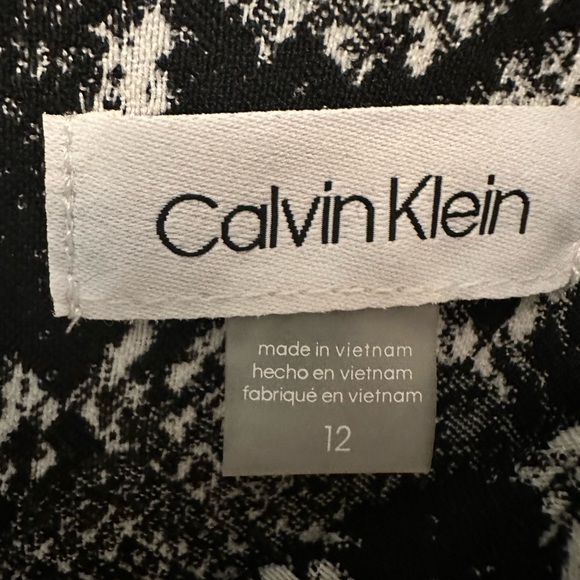 Calvin Klein
made in vietnam
hecho en vietnam
fabriqué en vietnam
12